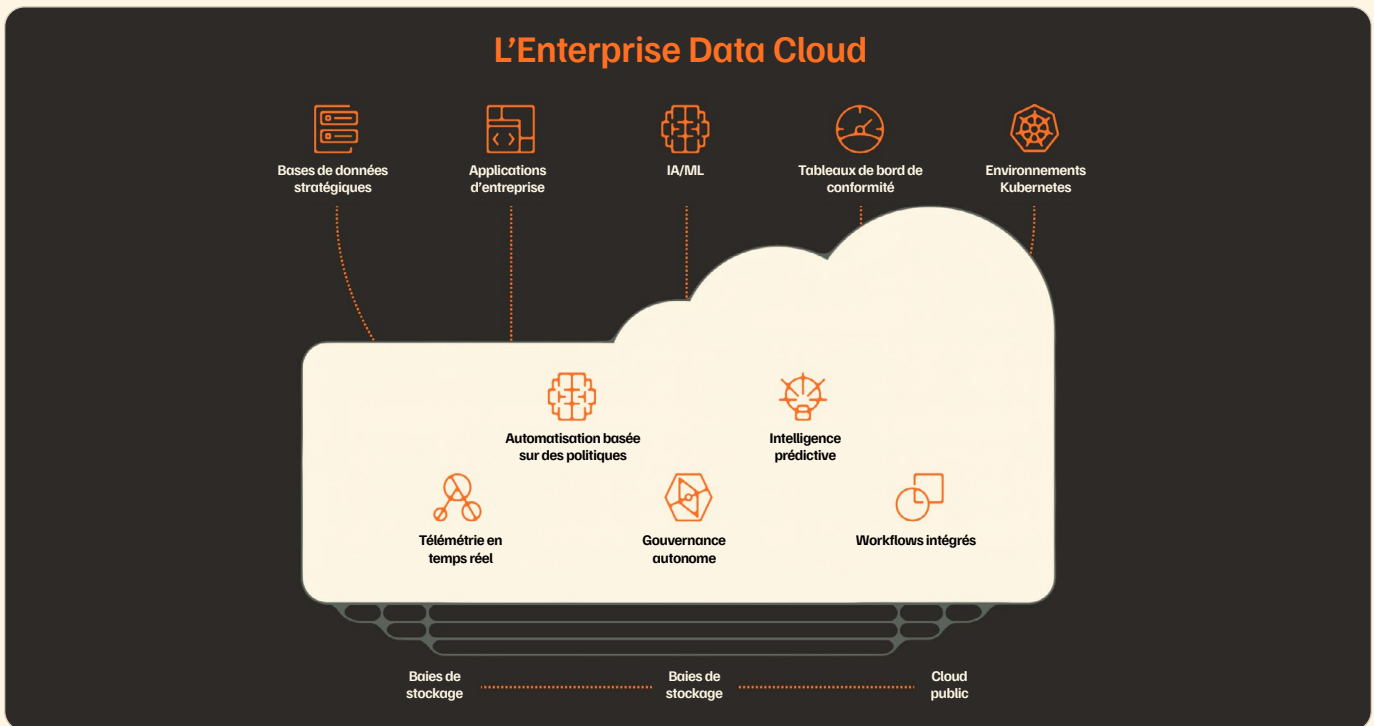 L’Enterprise Data Cloud
Bases de données
stratégiques
Applications
d’entreprise
IA/ML
Tableaux de bord de
conformité
Environnements
Kubernetes
Automatisation basée
sur des politiques
Intelligence
prédictive
Télémétrie en
temps réel
Gouvernance
autonome
Workflows intégrés
Baies de
stockage
Baies de
stockage
Cloud
public